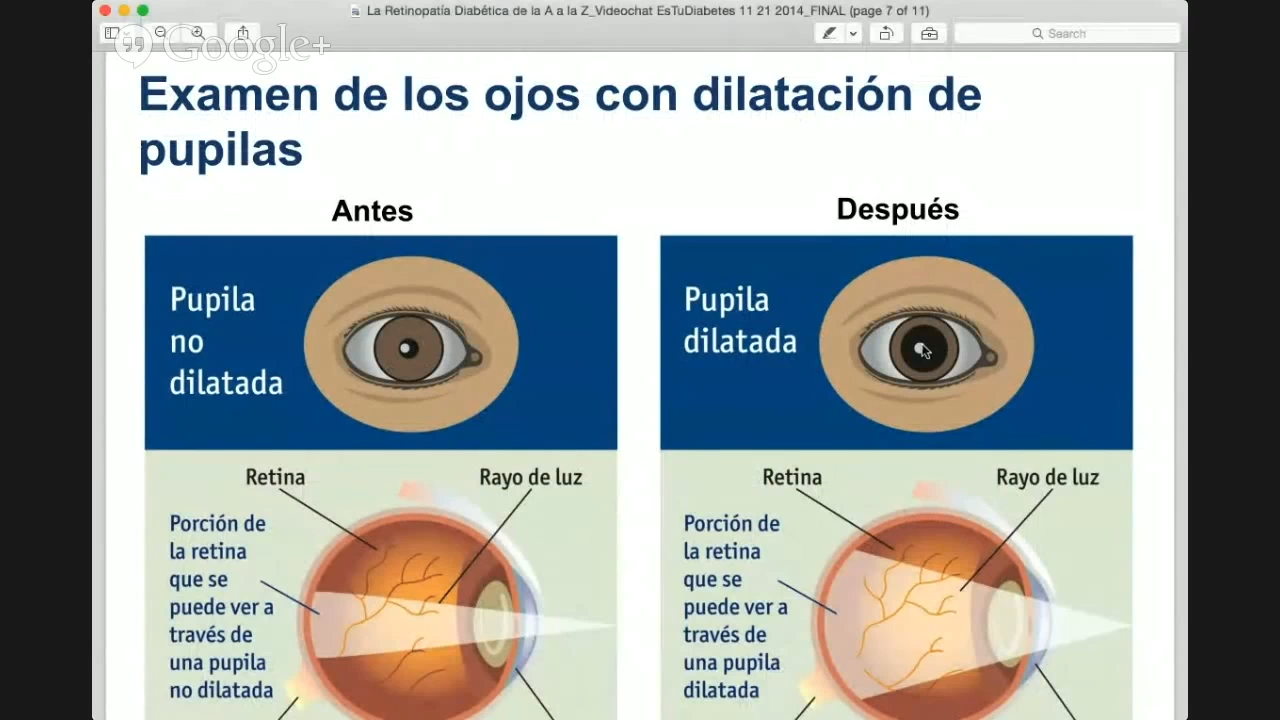 La Retinopatía Diabética de la A a la Z_Videochat EsTuDiabetes 11 21 2014_FINAL (page 7 of 11)
Google+
Search
Examen de los ojos con dilatación de
pupilas
Antes
Después
Pupila
no
dilatada
Pupila
dilatada
Retina
Rayo de luz
Porción de
la retina
que se
puede ver a
través de
una pupila
no dilatada
Retina
Rayo de luz
Porción de
la retina
que se
puede ver a
través de
una pupila
dilatada